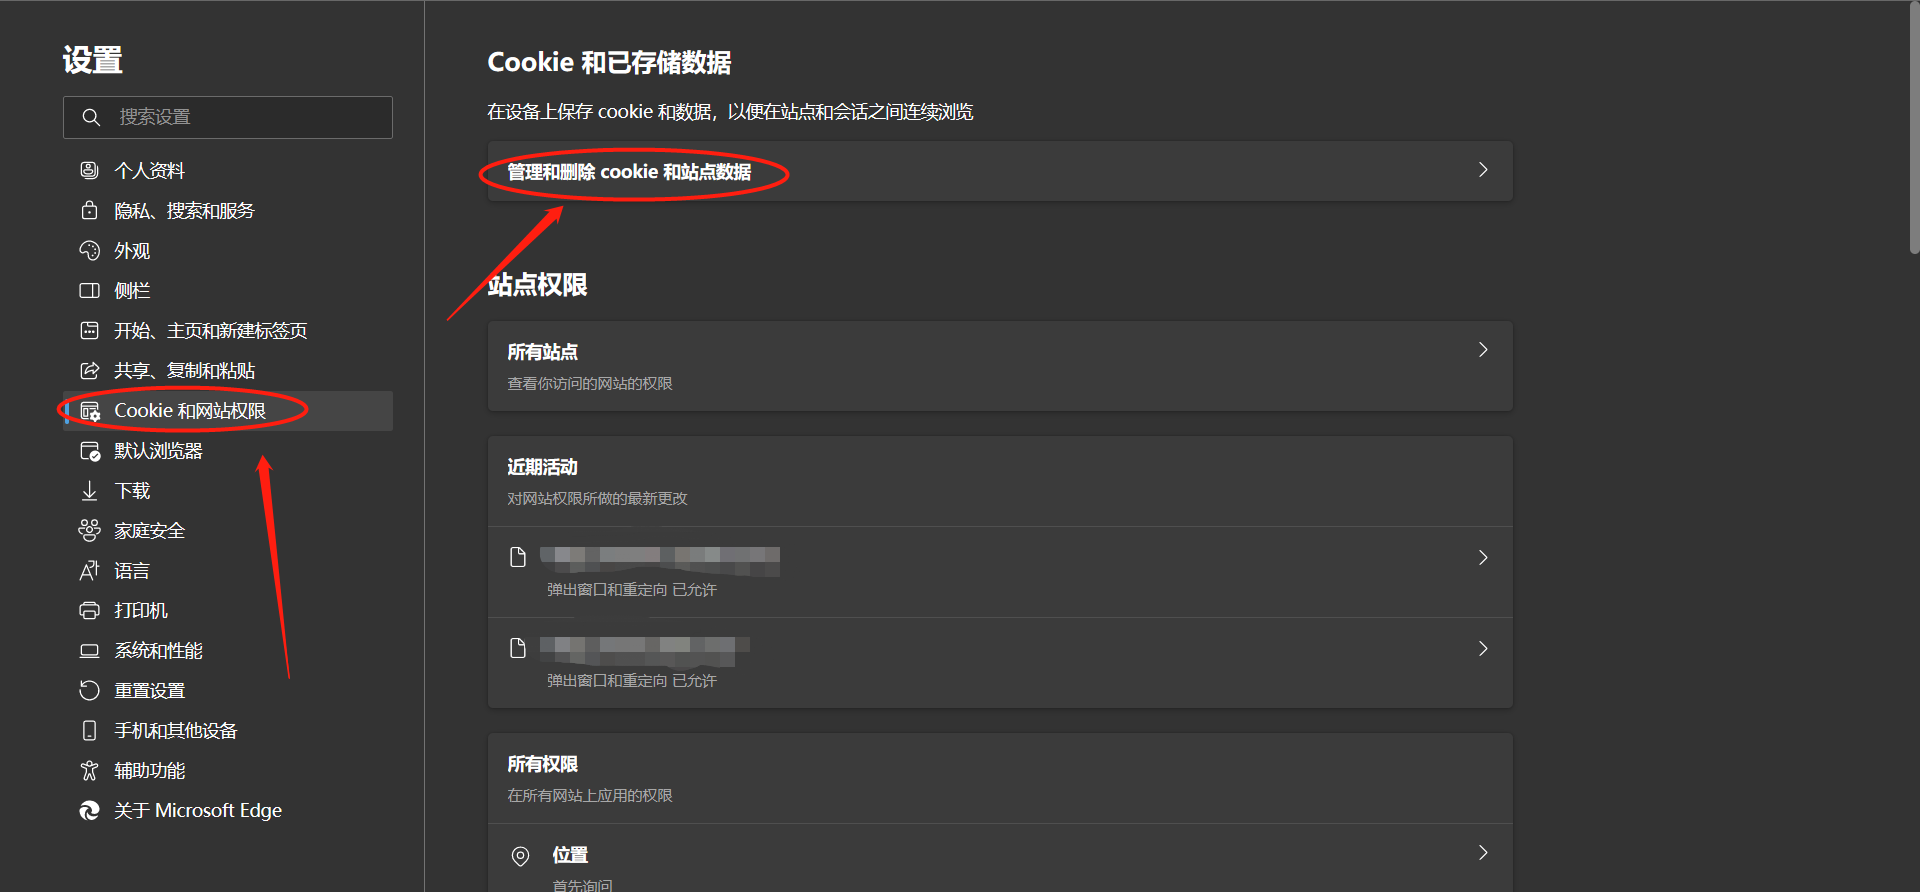 设置
搜索设置
个人资料
隐私、搜索和服务
外观
侧栏
开始、主页和新建标签页
共享、复制和粘贴
Cookie 和网站权限
默认浏览器
下载
家庭安全
语言
打印机
系统和性能
重置设置
手机和其他设备
辅助功能
关于 Microsoft Edge
Cookie 和已存储数据
在设备上保存 cookie 和数据，以便在站点和会话之间连续浏览
管理和删除 cookie 和站点数据
站点权限
所有站点
查看你访问的网站的权限
近期活动
对网站权限所做的最新更改
弹出窗口和重定向 已允许
弹出窗口和重定向 已允许
所有权限
在所有网站上应用的权限
位置
首先询问